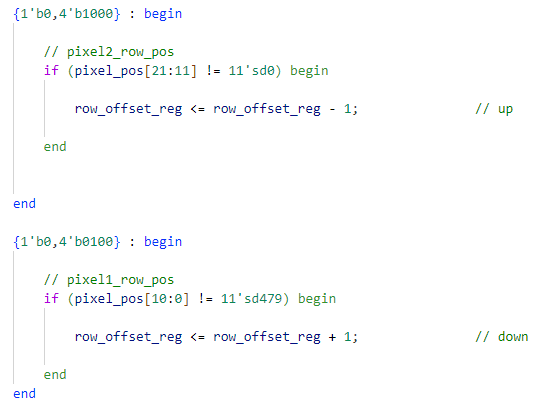 {1'b0,4'b1000} : begin
// pixel2_row_pos
if (pixel_pos[21:11] != 11'sd0) begin
row_offset_reg <= row_offset_reg - 1; // up
end
end
{1'b0,4'b0100} : begin
// pixel1_row_pos
if (pixel_pos[10:0] != 11'sd479) begin
row_offset_reg <= row_offset_reg + 1; // down
end
end